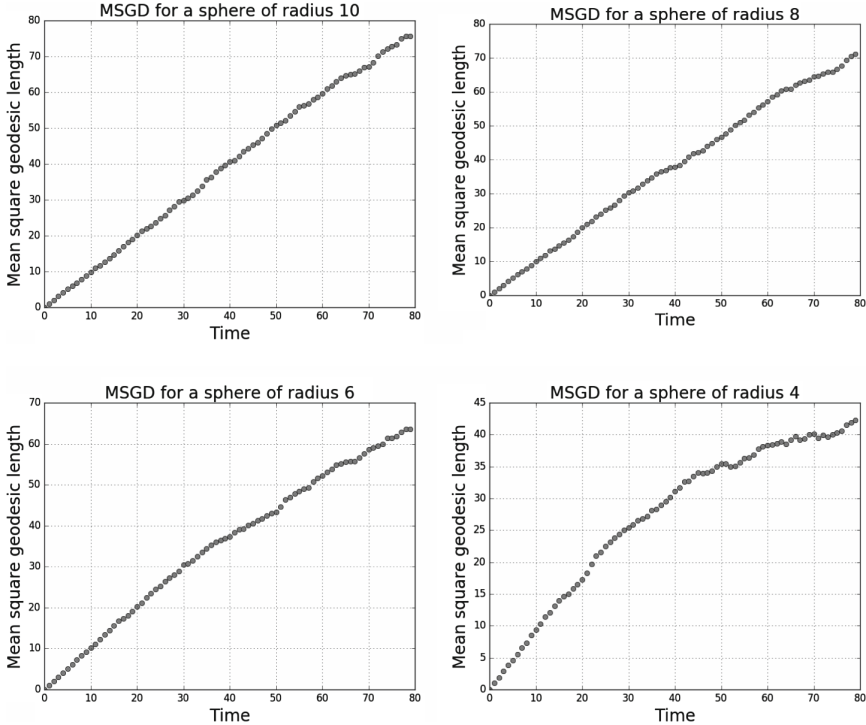 MSGD for a sphere of radius 10
Mean square geodesic length
80
70
60
50
40
30
20
10
0
0 10 20 30 40 50 60 70 80
Time
MSGD for a sphere of radius 8
Mean square geodesic length
80
70
60
50
40
30
20
10
0
0 10 20 30 40 50 60 70 80
Time
MSGD for a sphere of radius 6
Mean square geodesic length
70
60
50
40
30
20
10
0
0 10 20 30 40 50 60 70 80
Time
MSGD for a sphere of radius 4
Mean square geodesic length
45
40
35
30
25
20
15
10
5
0
0 10 20 30 40 50 60 70 80
Time